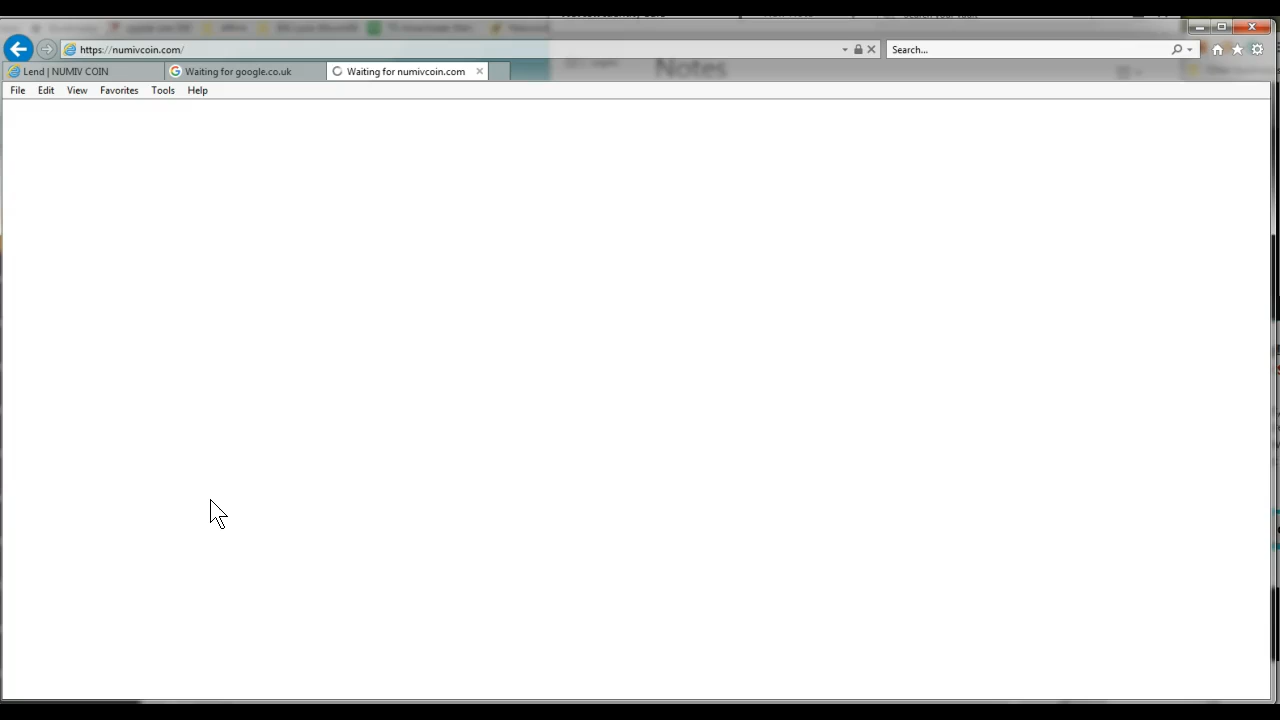 https://numivcoin.com/
Search...
Lend | NUMIV COIN
Waiting for google.co.uk
Waiting for numivcoin.com
Notes
File Edit View Favorites Tools Help